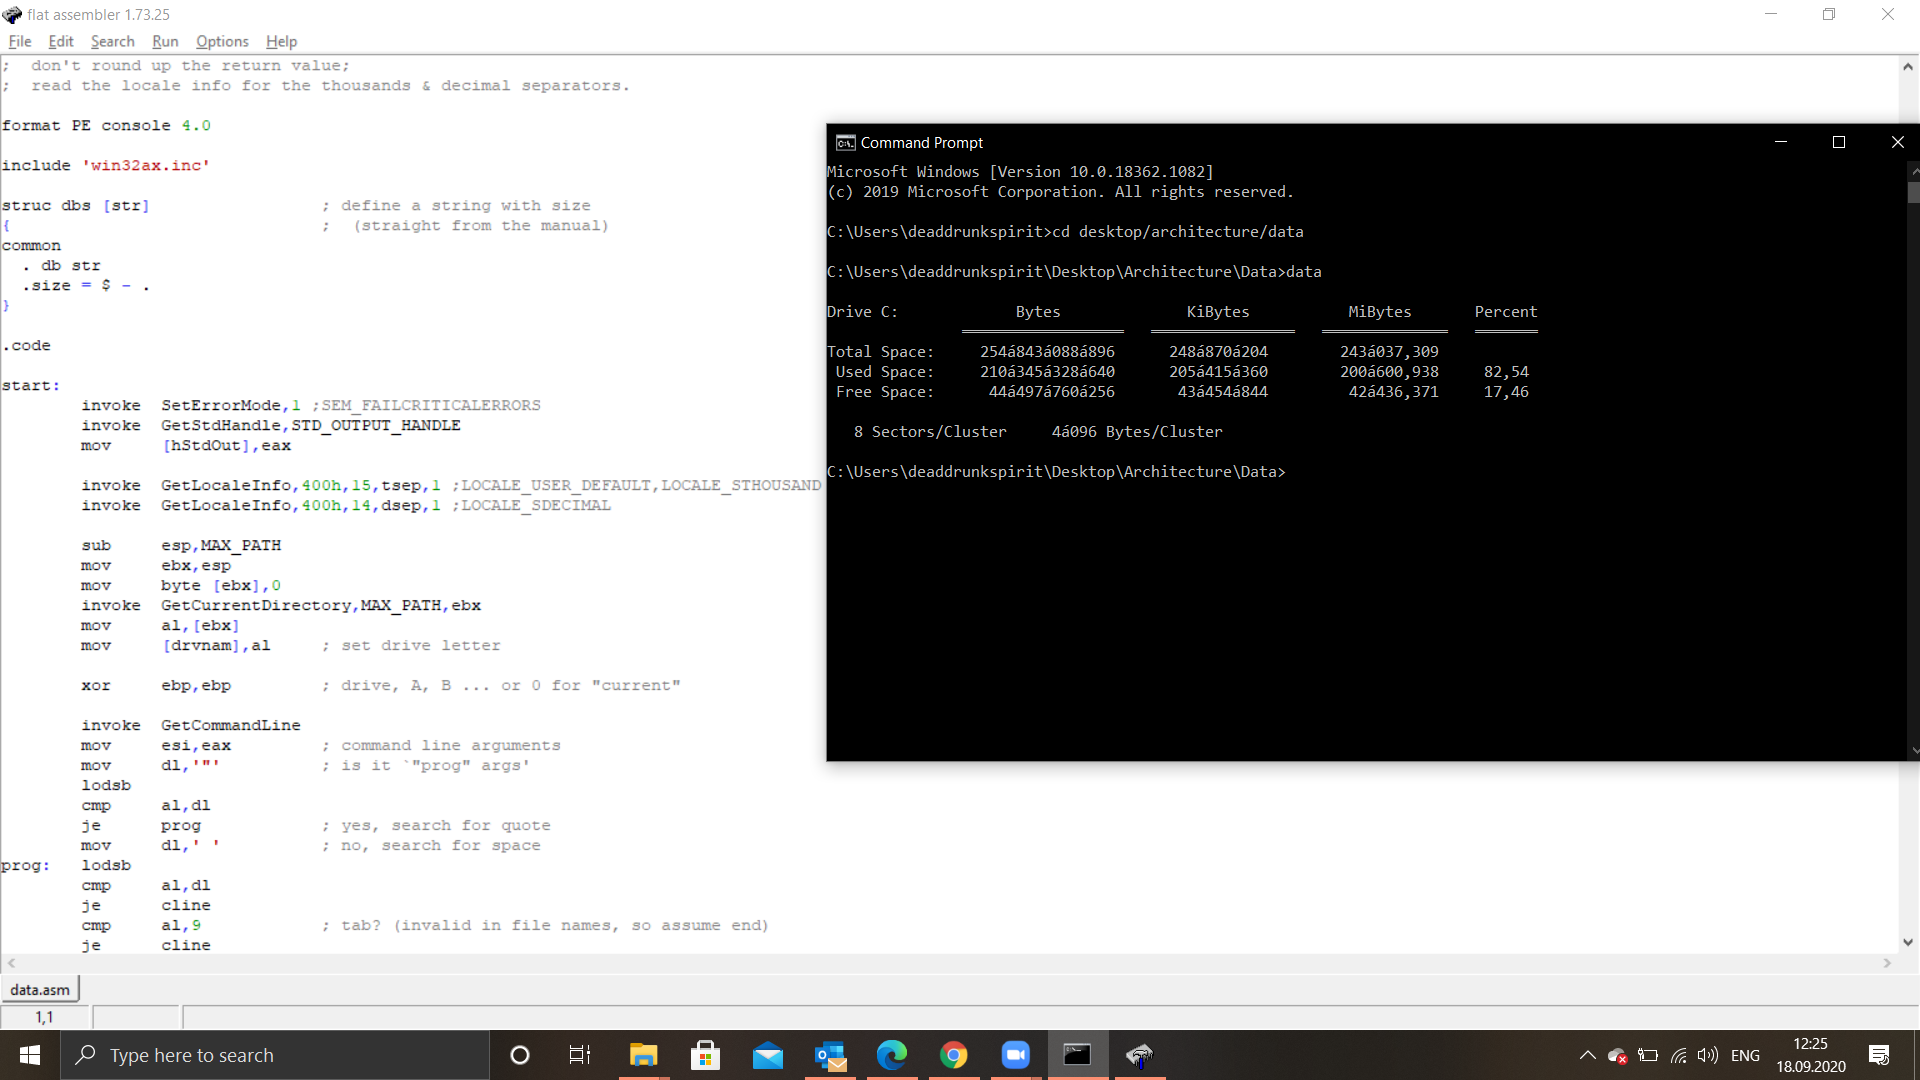 flat assembler 1.73.25
File Edit Search Run Options Help
;  don't round up the return value;
;  read the locale info for the thousands & decimal separators.
format PE console 4.0
include 'win32ax.inc'
struc dbs [str]                 ; define a string with size
{                               ;  (straight from the manual)
common
  . db str
  .size = $ - .
}
.code
start:
        invoke  SetErrorMode,1 ;SEM_FAILCRITICALERRORS
        invoke  GetStdHandle,STD_OUTPUT_HANDLE
        mov     [hStdOut],eax
        invoke  GetLocaleInfo,400h,15,tsep,1 ;LOCALE_USER_DEFAULT,LOCALE_STHOUSAND
        invoke  GetLocaleInfo,400h,14,dsep,1 ;LOCALE_SDECIMAL
        sub     esp,MAX_PATH
        mov     ebx,esp
        mov     byte [ebx],0
        invoke  GetCurrentDirectory,MAX_PATH,ebx
        mov     al,[ebx]
        mov     [drvnam],al     ; set drive letter
        xor     ebp,ebp         ; drive, A, B ... or 0 for "current"
        invoke  GetCommandLine
        mov     esi,eax         ; command line arguments
        mov     dl,'"'          ; is it `"prog" args'
        lodsb
        cmp     al,dl
        je      prog            ; yes, search for quote
        mov     dl,' '          ; no, search for space
prog:   lodsb
        cmp     al,dl
        je      cline
        cmp     al,9            ; tab? (invalid in file names, so assume end)
        je      cline
data.asm
1,1
Command Prompt
Microsoft Windows [Version 10.0.18362.1082]
(c) 2019 Microsoft Corporation. All rights reserved.
C:\Users\deaddrunkspirit>cd desktop/architecture/data
C:\Users\deaddrunkspirit\Desktop\Architecture\Data>data
Drive C:             Bytes              KiBytes           MiBytes       Percent
Total Space:     254á843á088á896      248á870á204        243á037,309
 Used Space:     210á345á328á640      205á415á360        200á600,938     82,54
 Free Space:      44á497á760á256       43á454á844         42á436,371     17,46
   8 Sectors/Cluster     4á096 Bytes/Cluster
C:\Users\deaddrunkspirit\Desktop\Architecture\Data>
Type here to search
ENG
12:25
18.09.2020